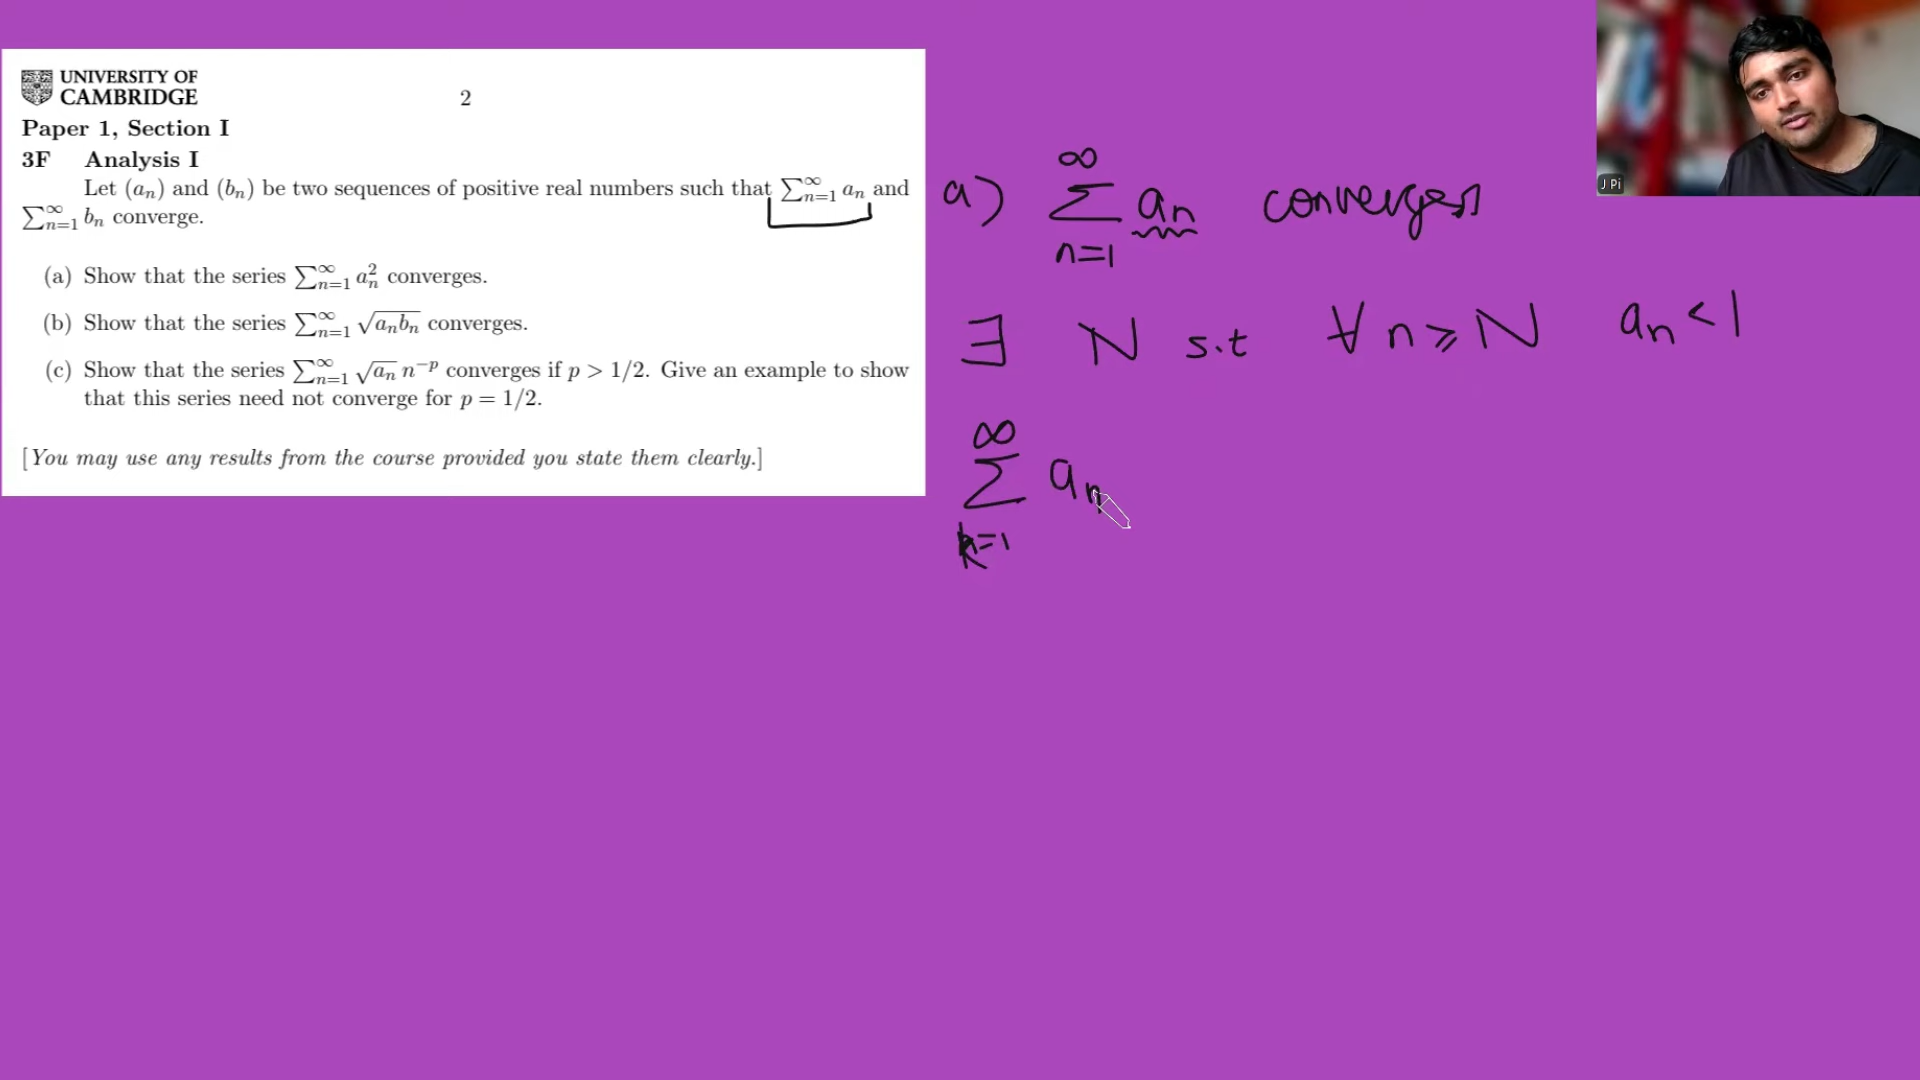 UNIVERSITY OF
CAMBRIDGE
2
Paper 1, Section I
3F Analysis I
Let (aₙ) and (bₙ) be two sequences of positive real numbers such that ∑_{n=1}^∞ aₙ and
∑_{n=1}^∞ bₙ converge.
(a) Show that the series ∑_{n=1}^∞ aₙ² converges.
(b) Show that the series ∑_{n=1}^∞ √(aₙbₙ) converges.
(c) Show that the series ∑_{n=1}^∞ √aₙ n⁻ᵖ converges if p > 1/2. Give an example to show
that this series need not converge for p = 1/2.
[You may use any results from the course provided you state them clearly.]
a) ∑_{n=1}^∞ aₙ converges
∃ N s.t ∀ n ⩾ N aₙ < 1
∑_{k=1}^∞ aₙ
J Pi